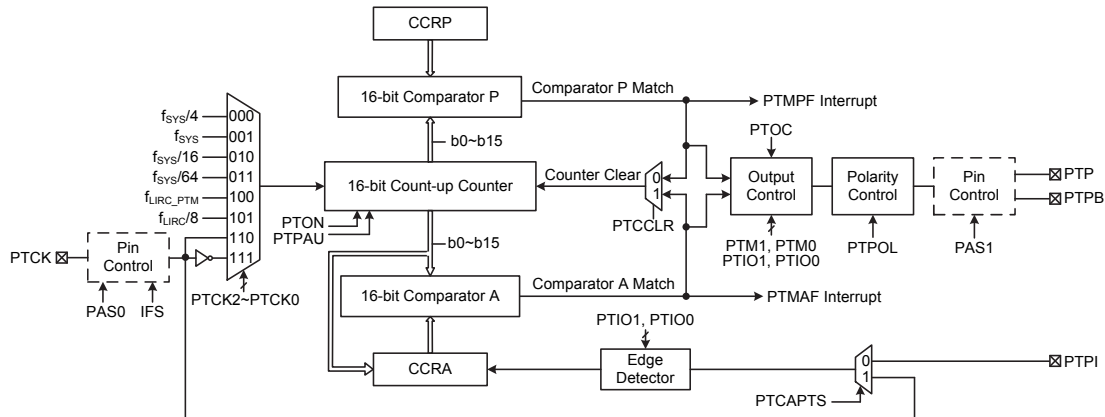 CCRP
16-bit Comparator P
Comparator P Match
PTMPF Interrupt
b0~b15
fSYS/4
000
fSYS
001
fSYS/16
010
fSYS/64
011
fLIRC_PTM
100
fLIRC/8
101
110
111
PTCK2~PTCK0
PTCK
Pin
Control
PAS0
IFS
16-bit Count-up Counter
PTON
PTPAU
Counter Clear
0
1
PTCCLR
PTOC
Output
Control
PTM1, PTM0
PTIO1, PTIO0
Polarity
Control
PTPOL
Pin
Control
PAS1
PTP
PTPB
b0~b15
16-bit Comparator A
Comparator A Match
PTMAF Interrupt
CCRA
PTIO1, PTIO0
Edge
Detector
0
1
PTCAPTS
PTPI